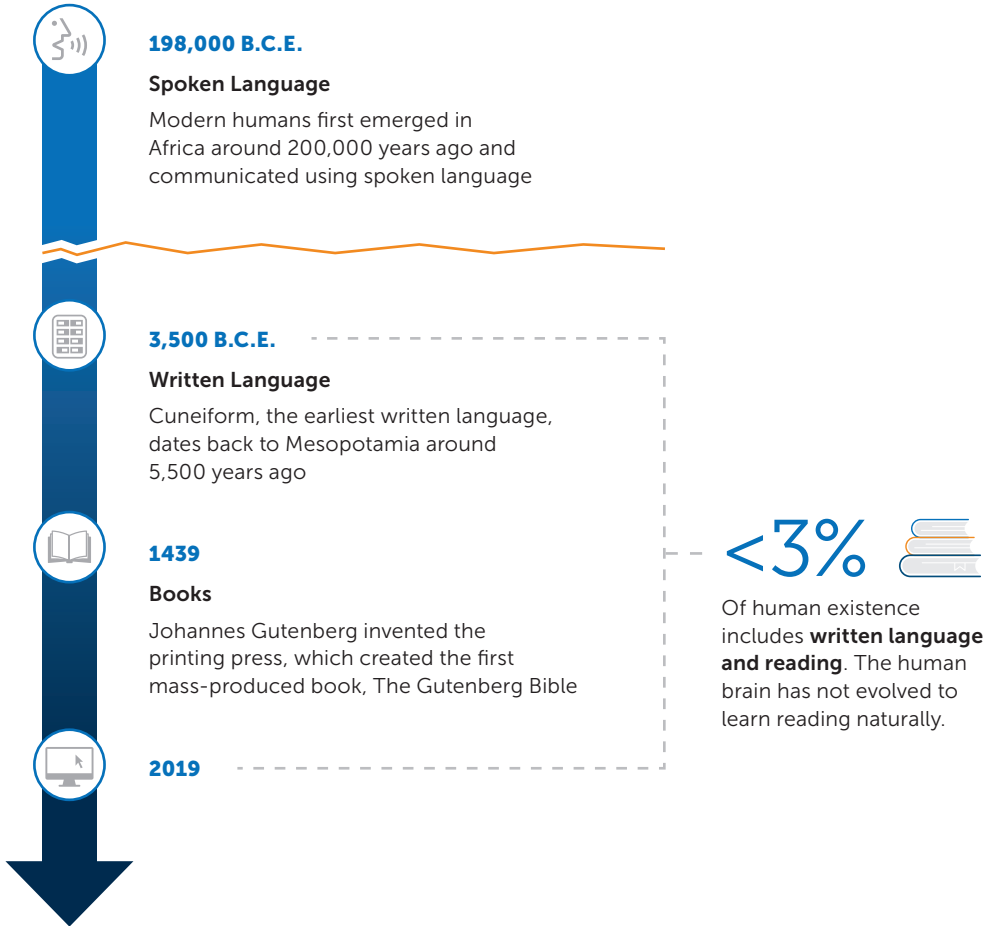 198,000 B.C.E.
Spoken Language
Modern humans first emerged in
Africa around 200,000 years ago and
communicated using spoken language
3,500 B.C.E.
Written Language
Cuneiform, the earliest written language,
dates back to Mesopotamia around
5,500 years ago
1439
Books
Johannes Gutenberg invented the
printing press, which created the first
mass-produced book, The Gutenberg Bible
2019
<3%
Of human existence
includes written language
and reading. The human
brain has not evolved to
learn reading naturally.